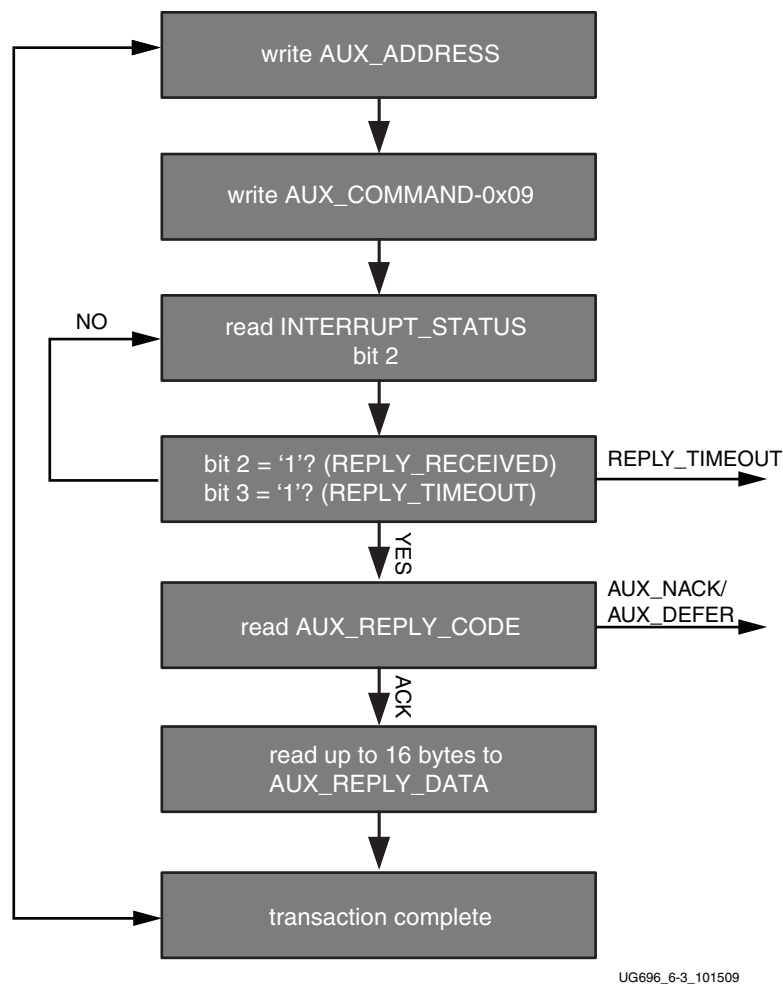 write AUX_ADDRESS
write AUX_COMMAND-0x09
NO
read INTERRUPT_STATUS
bit 2
bit 2 = ‘1’? (REPLY_RECEIVED)
bit 3 = ‘1’? (REPLY_TIMEOUT)
REPLY_TIMEOUT
YES
read AUX_REPLY_CODE
AUX_NACK/
AUX_DEFER
ACK
read up to 16 bytes to
AUX_REPLY_DATA
transaction complete
UG696_6-3_101509